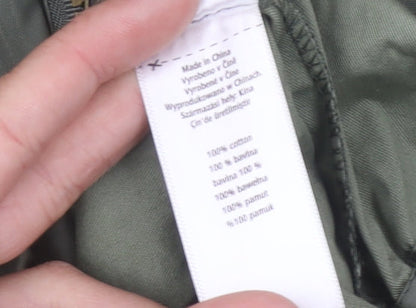 Made in China
Vyrobeno v Číně
Vyrobené v Číne
Wyprodukowano w Chinach.
Származási hely: Kína
Çin'de üretilmiştir
100% cotton
100 % bavlna
bavlna 100 %
100% bawełna
100% pamut
%100 pamuk